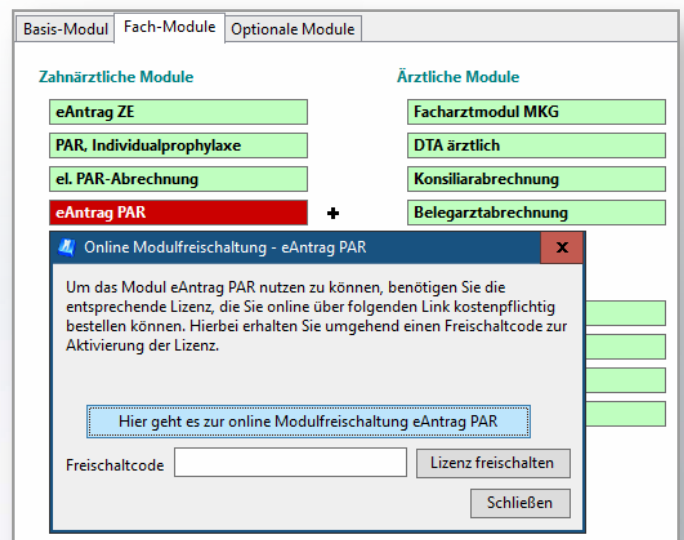 Basis-Modul Fach-Module Optionale Module
Zahnärztliche Module
eAntrag ZE
PAR, Individualprophylaxe
el. PAR-Abrechnung
eAntrag PAR
+
Ärztliche Module
Facharztmodul MKG
DTA ärztlich
Konsiliarabrechnung
Belegarztabrechnung
Online Modulfreischaltung - eAntrag PAR
x
Um das Modul eAntrag PAR nutzen zu können, benötigen Sie die
entsprechende Lizenz, die Sie online über folgenden Link kostenpflichtig
bestellen können. Hierbei erhalten Sie umgehend einen Freischaltcode zur
Aktivierung der Lizenz.
Hier geht es zur online Modulfreischaltung eAntrag PAR
Freischaltcode
Lizenz freischalten
Schließen